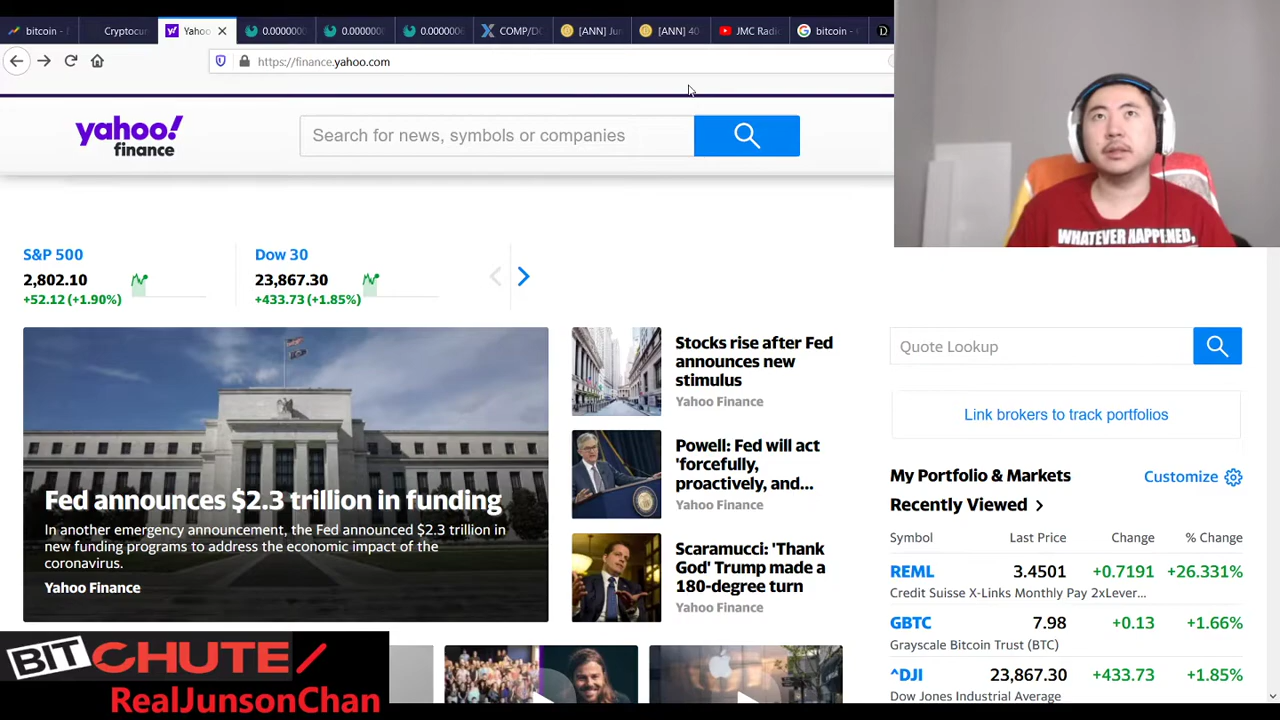 bitcoin -
Cryptocur
Yahoo
0.0000000
0.000000
0.000000
COMP/DO
[ANN] Ju
[ANN] 40
JMC Radi
bitcoin -
https://finance.yahoo.com
yahoo!
finance
Search for news, symbols or companies
WHATEVER HAPPENED,
S&P 500
2,802.10
+52.12 (+1.90%)
Dow 30
23,867.30
+433.73 (+1.85%)
Fed announces $2.3 trillion in funding
In another emergency announcement, the Fed announced $2.3 trillion in
new funding programs to address the economic impact of the
coronavirus.
Yahoo Finance
Stocks rise after Fed
announces new
stimulus
Yahoo Finance
Powell: Fed will act
'forcefully,
proactively, and...
Yahoo Finance
Scaramucci: 'Thank
God' Trump made a
180-degree turn
Yahoo Finance
Quote Lookup
Link brokers to track portfolios
My Portfolio & Markets
Customize
Recently Viewed >
Symbol Last Price Change % Change
REML 3.4501 +0.7191 +26.331%
Credit Suisse X-Links Monthly Pay 2xLever...
GBTC 7.98 +0.13 +1.66%
Grayscale Bitcoin Trust (BTC)
^DJI 23,867.30 +433.73 +1.85%
Dow Jones Industrial Average
BITCHUTE/
RealJunsonChan